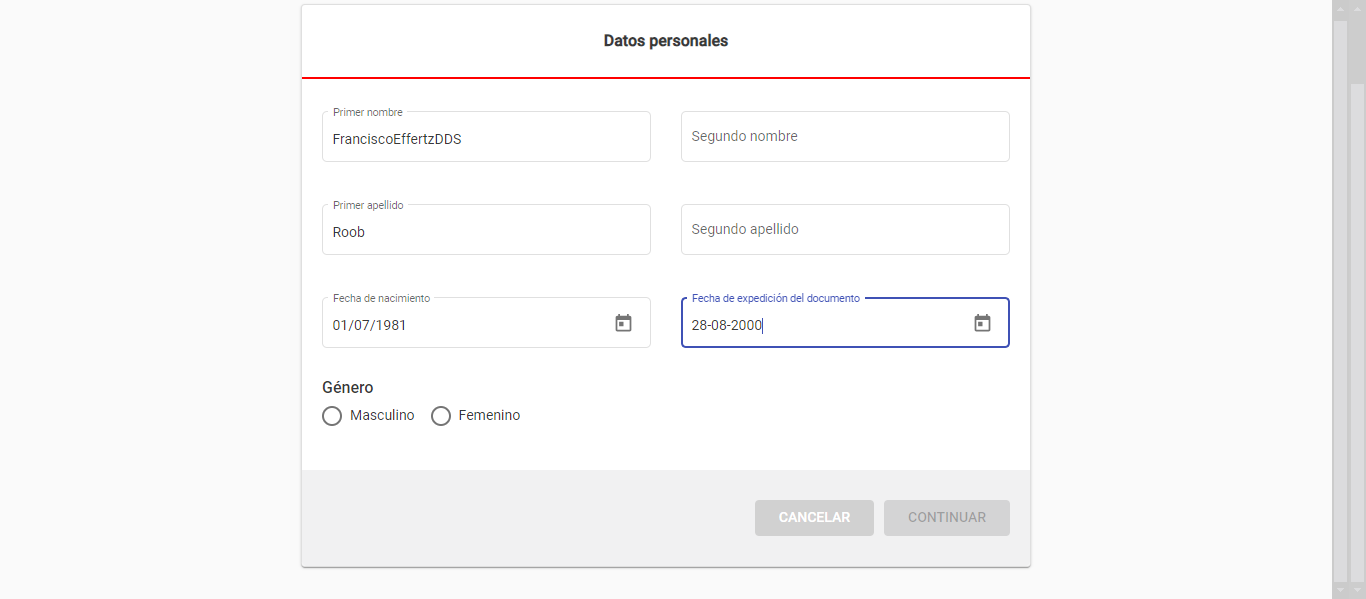 Datos personales
Primer nombre
FranciscoEffertzDDS
Segundo nombre
Primer apellido
Roob
Segundo apellido
Fecha de nacimiento
01/07/1981
Fecha de expedición del documento
28-08-2000
Género
Masculino Femenino
CANCELAR CONTINUAR